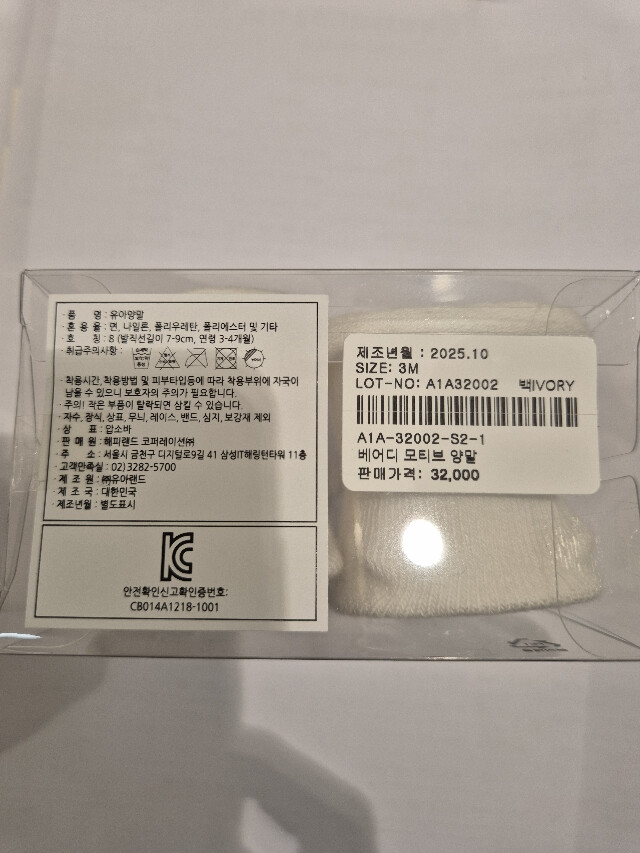 · 품 명 : 유아양말
· 혼 용 율 : 면, 나일론, 폴리우레탄, 폴리에스터 및 기타
· 호 칭 : 8 (발직선길이 7-9cm, 연령 3-4개월)
· 취급주의사항 :
· 착용시간, 착용방법 및 피부타입등에 따라 착용부위에 자국이
남을 수 있으니 보호자의 주의가 필요합니다.
· 주의! 작은 부품이 탈락되면 삼킬 수 있습니다.
· 자수, 장식, 상표, 무늬, 레이스, 밴드, 심지, 보강재 제외
· 상 표 : 압소바
· 판 매 원 : 해피랜드 코퍼레이션㈜
· 주 소 : 서울시 금천구 디지털로9길 41 삼성IT해링턴타워 11층
· 고객만족실 : 02)3282-5700
· 제 조 원 : ㈜유아랜드
· 제 조 국 : 대한민국
· 제조년월 : 별도표시
안전확인신고확인증번호:
CB014A1218-1001
제조년월 : 2025.10
SIZE: 3M
LOT-NO: A1A32002 백IVORY
A1A-32002-S2-1
베어디 모티브 양말
판매가격: 32,000